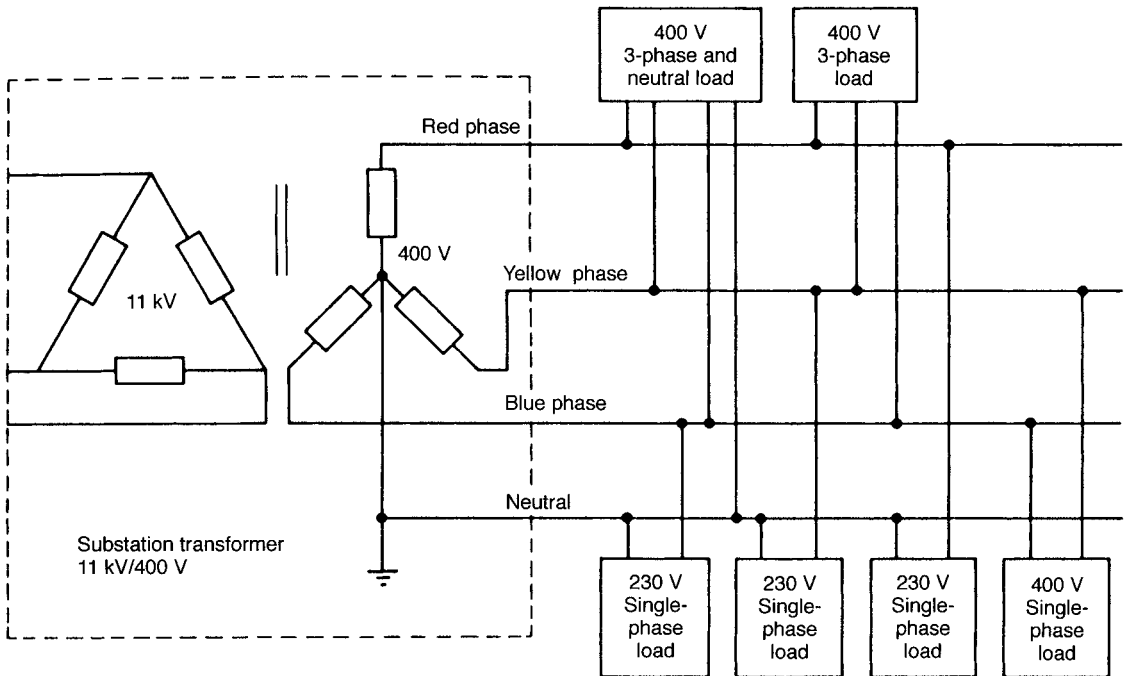 400 V
3-phase and
neutral load
400 V
3-phase
load
Red phase
400 V
Yellow phase
11 kV
Blue phase
Neutral
Substation transformer
11 kV/400 V
230 V
Single-
phase
load
230 V
Single-
phase
load
230 V
Single-
phase
load
400 V
Single-
phase
load